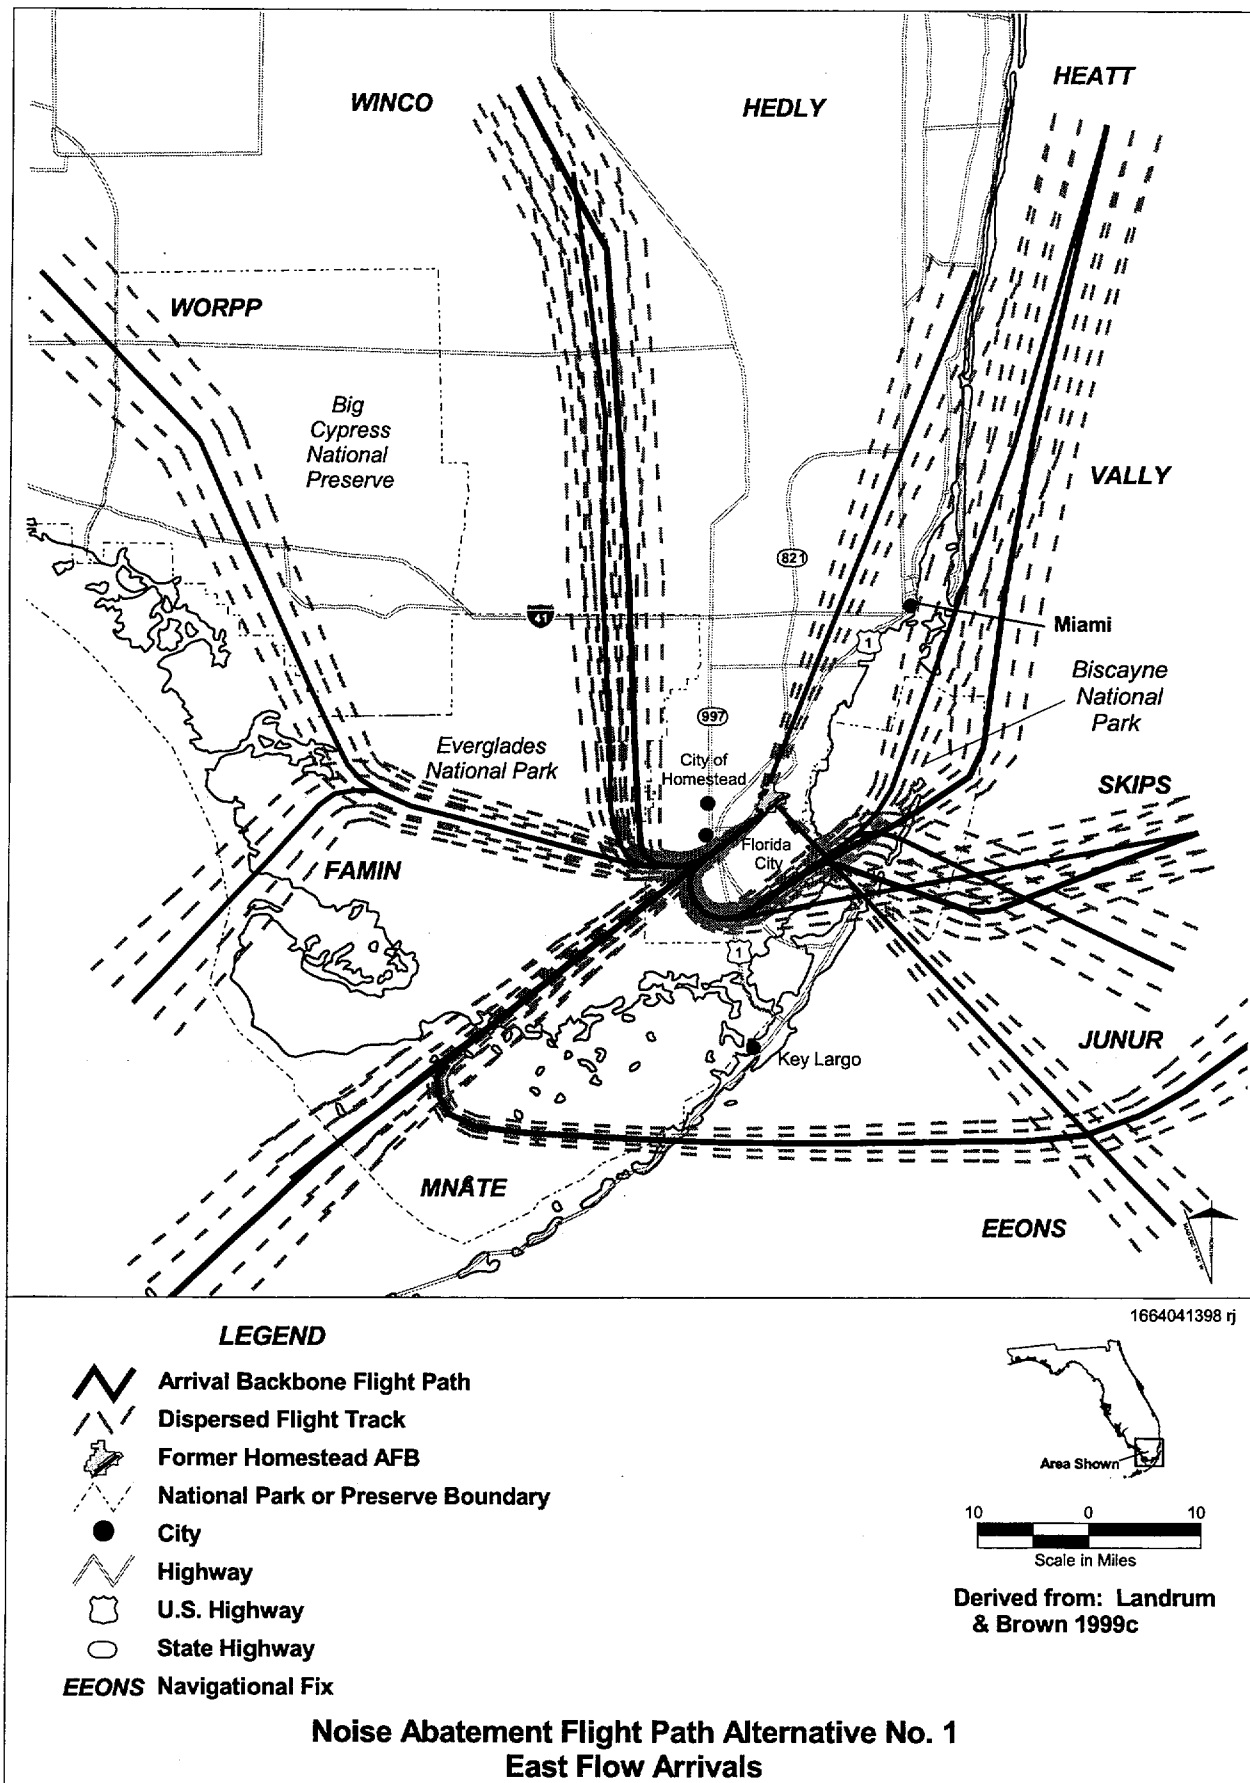 HEATT
WINCO
HEDLY
WORPP
Big
Cypress
National
Preserve
VALLY
821
41
1
Miami
Biscayne
National
Park
997
Everglades
National Park
City of
Homestead
SKIPS
Florida
City
FAMIN
1
JUNUR
Key Largo
MNATE
EEONS
1664041398 rj
LEGEND
Arrival Backbone Flight Path
Dispersed Flight Track
Former Homestead AFB
National Park or Preserve Boundary
City
Highway
U.S. Highway
State Highway
EEONS Navigational Fix
Area Shown
10 0 10
Scale in Miles
Derived from: Landrum
& Brown 1999c
Noise Abatement Flight Path Alternative No. 1
East Flow Arrivals